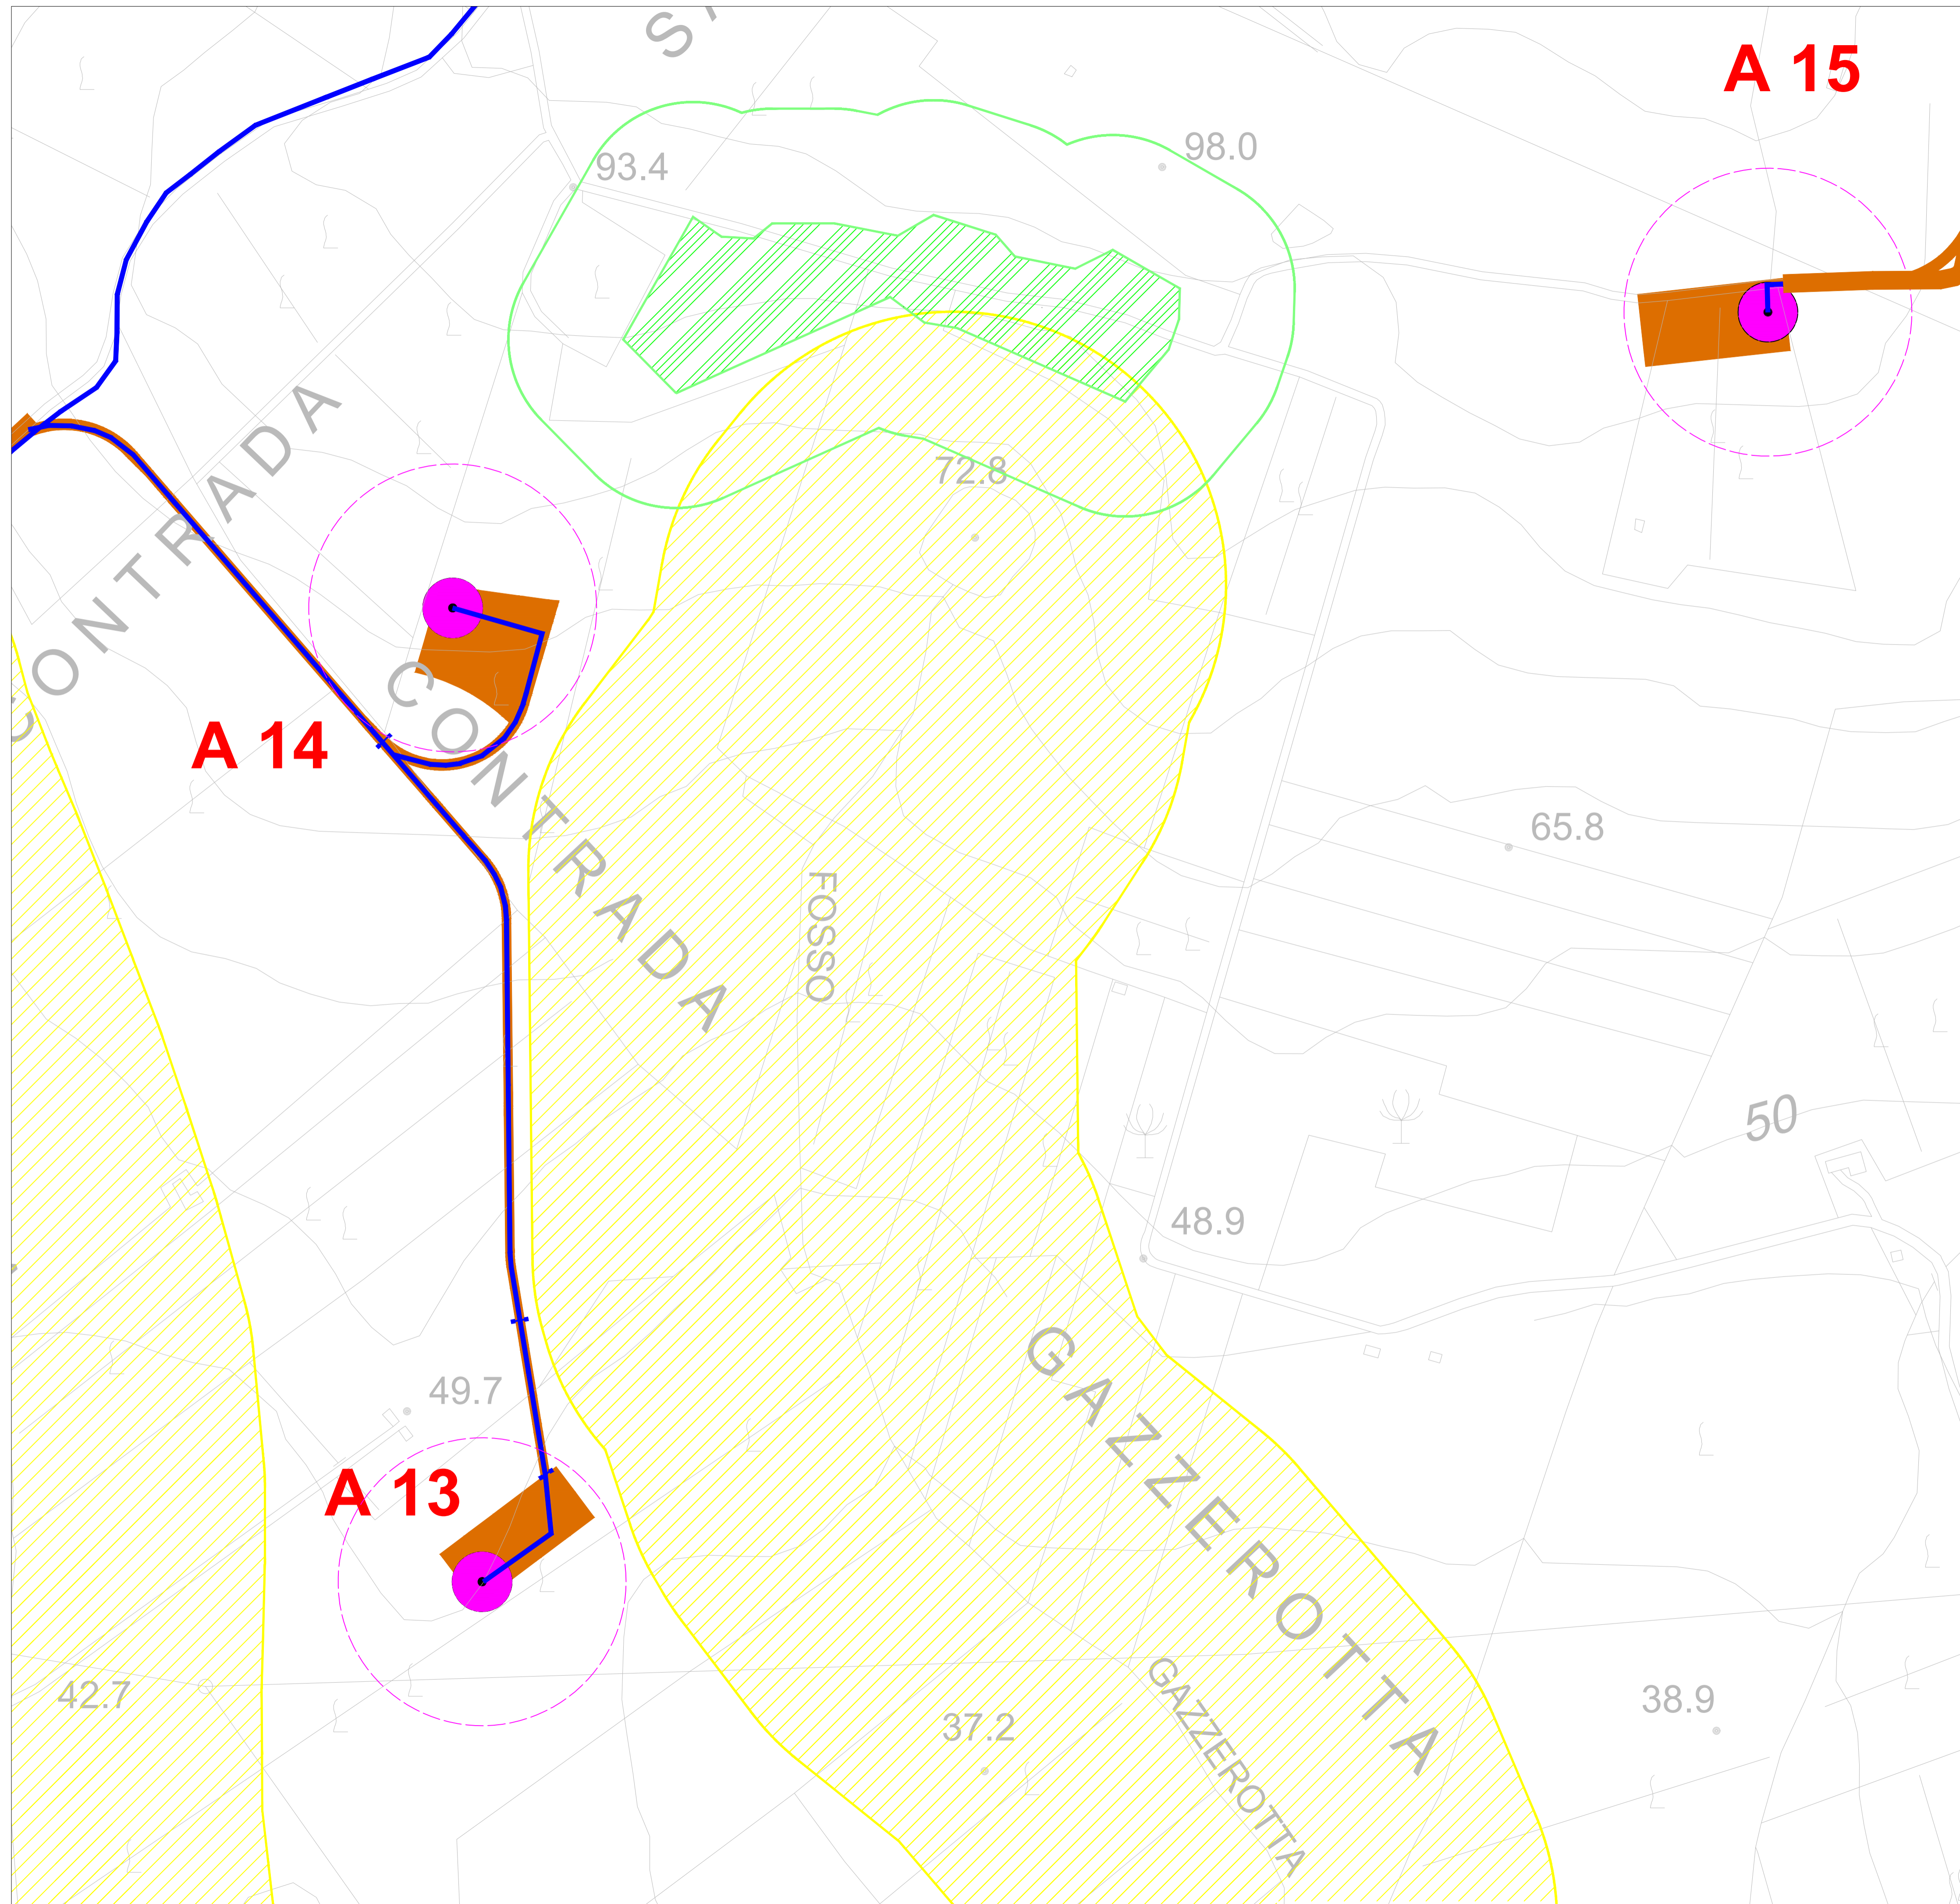 A 15
98.0
93.4
CONTRADA
72.8
A 14
CONTRADA
65.8
FOSSO
50
48.9
49.7
A 13
GAZZEROTTA
42.7
37.2
GAZZEROTTA
38.9